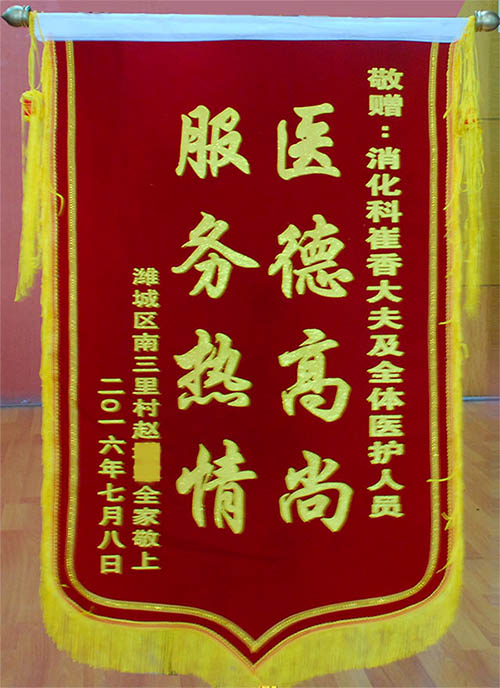 敬赠：消化科崔香大夫及全体医护人员
医德高尚
服务热情
潍城区南三里村赵全家敬上
二〇一六年七月八日